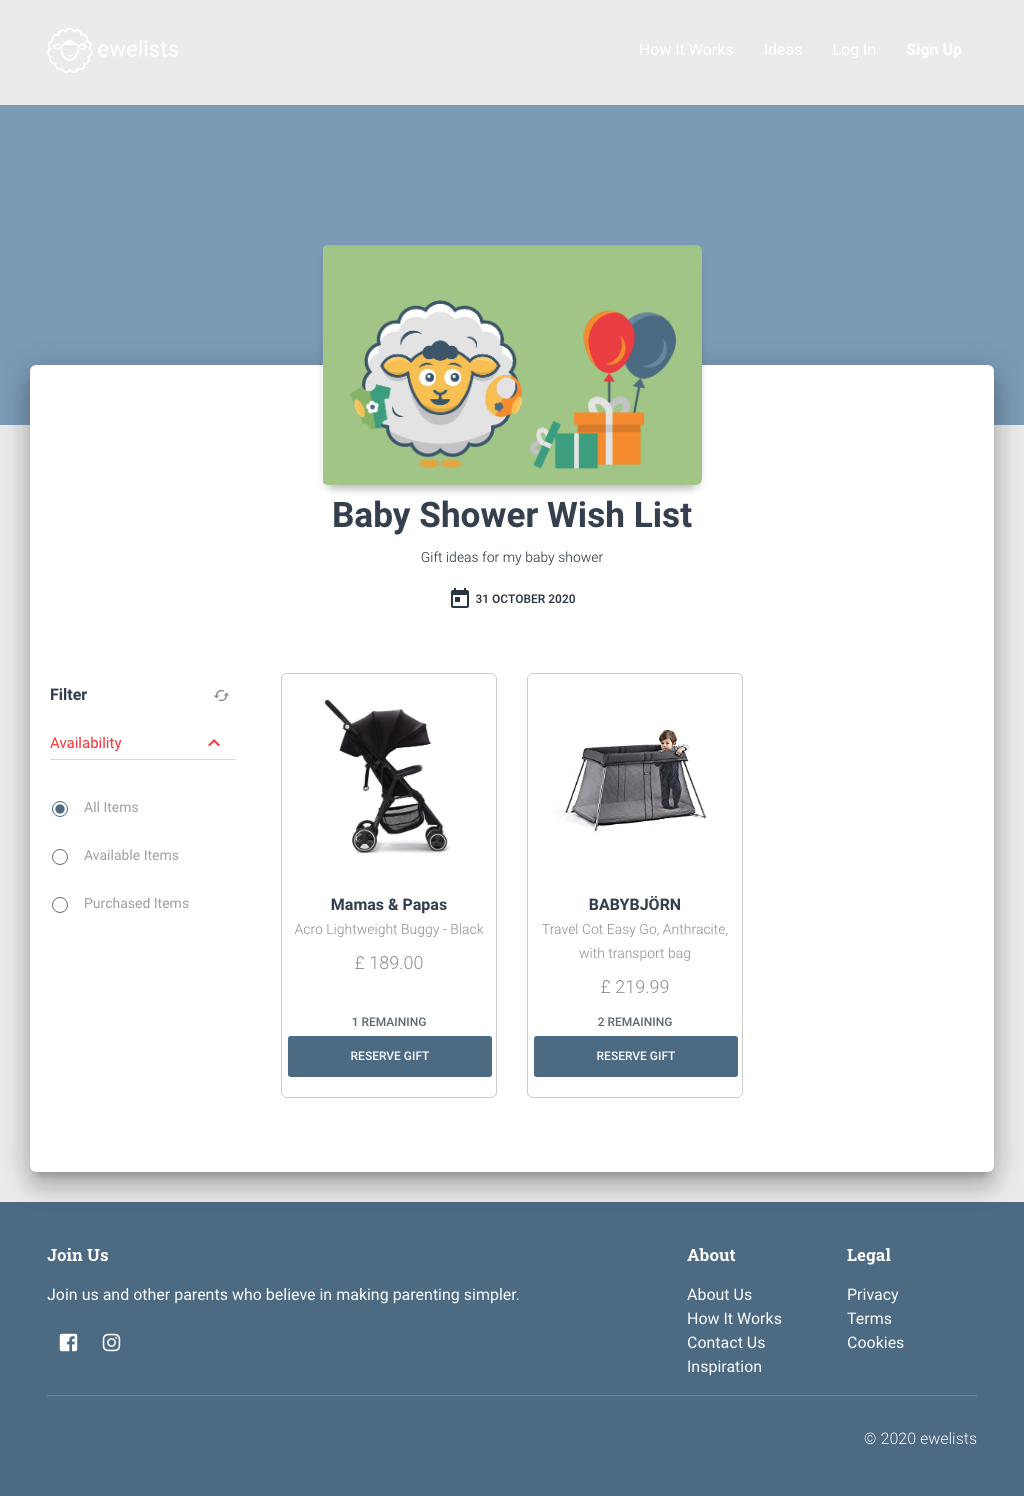 ewelists
How It Works
Ideas
Log In
Sign Up
Baby Shower Wish List
Gift ideas for my baby shower
31 OCTOBER 2020
Filter
Availability
All Items
Available Items
Purchased Items
Mamas & Papas
Acro Lightweight Buggy - Black
£ 189.00
1 REMAINING
RESERVE GIFT
BABYBJÖRN
Travel Cot Easy Go, Anthracite,
with transport bag
£ 219.99
2 REMAINING
RESERVE GIFT
Join Us
Join us and other parents who believe in making parenting simpler.
About
About Us
How It Works
Contact Us
Inspiration
Legal
Privacy
Terms
Cookies
© 2020 ewelists